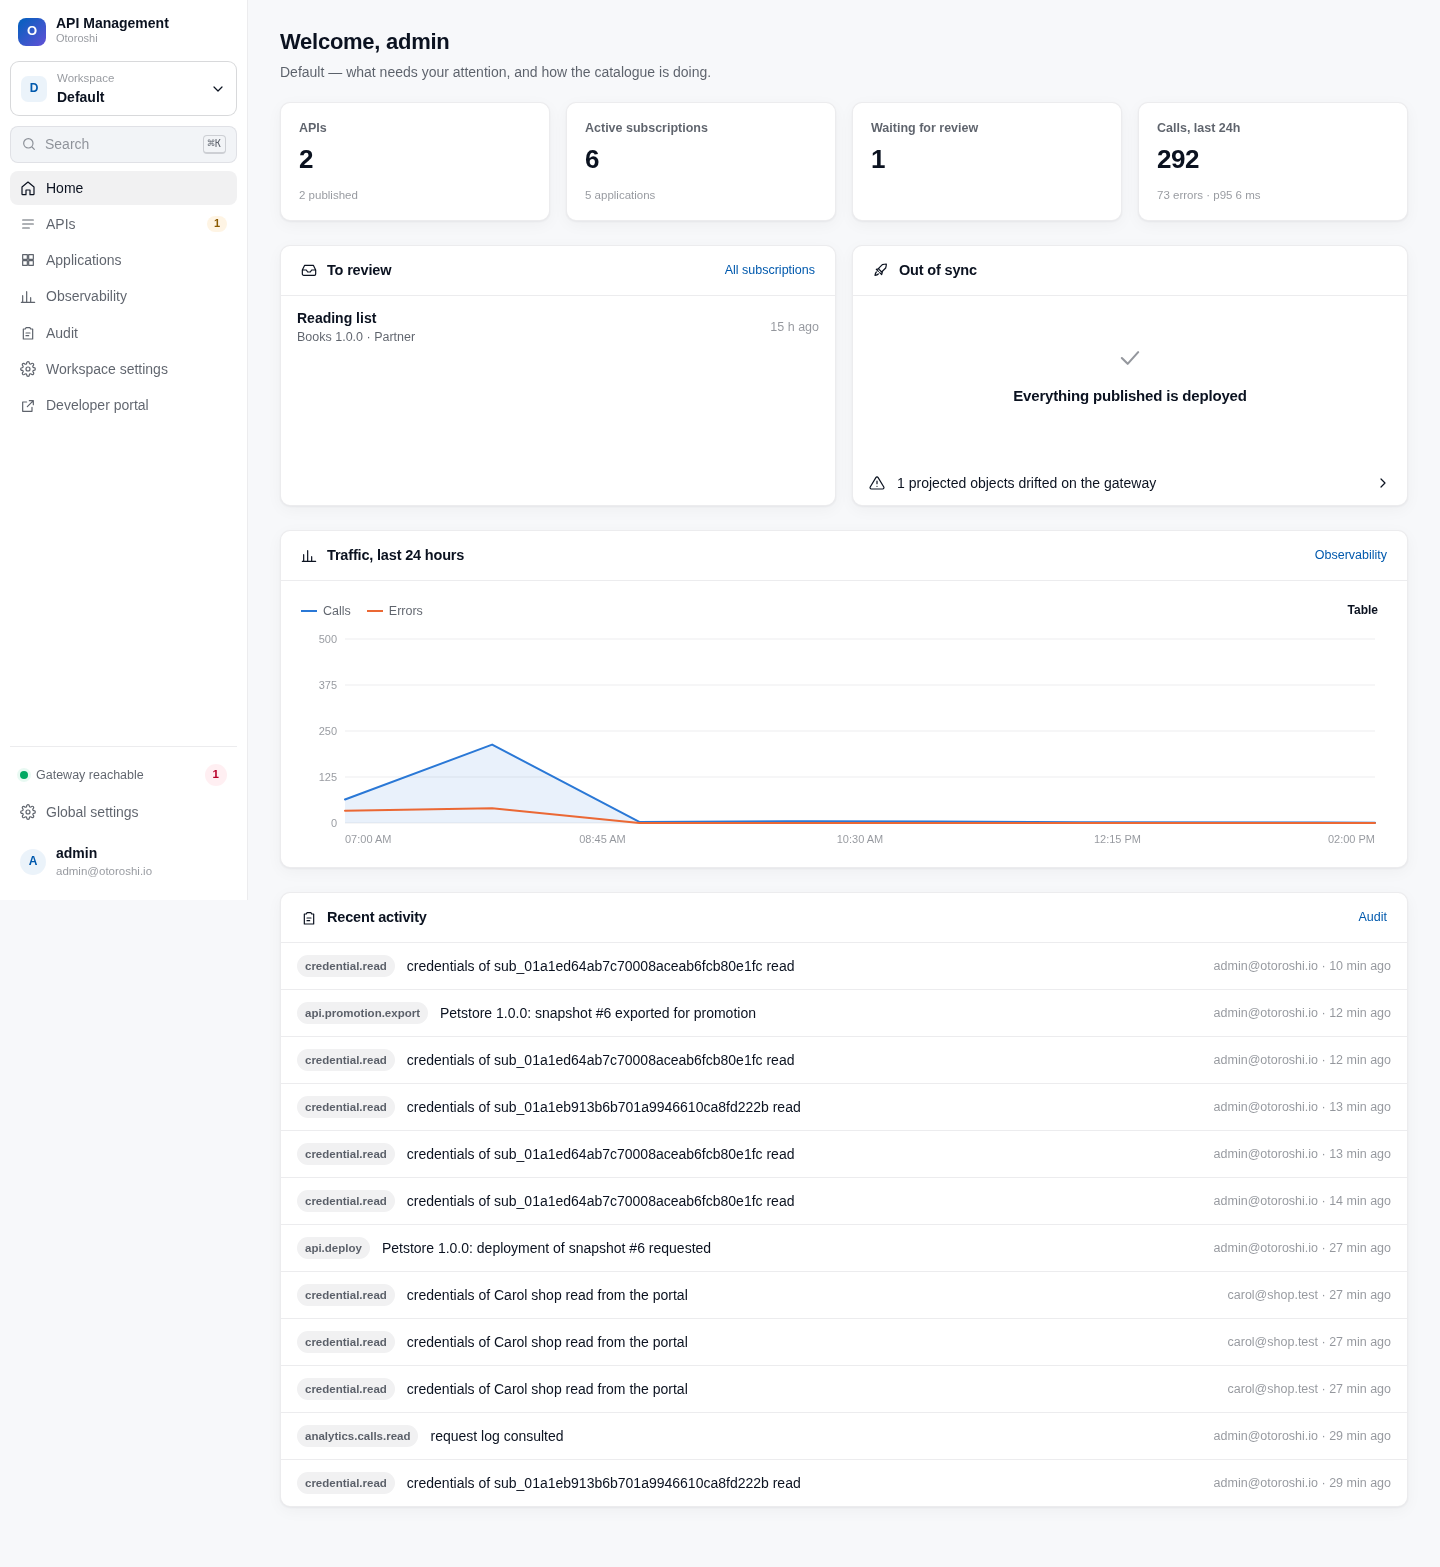 O
API Management
Otoroshi
D
Workspace
Default
Search
⌘K
Home
APIs
1
Applications
Observability
Audit
Workspace settings
Developer portal
Gateway reachable
1
Global settings
A
admin
admin@otoroshi.io
Welcome, admin
Default — what needs your attention, and how the catalogue is doing.
APIs
2
2 published
Active subscriptions
6
5 applications
Waiting for review
1
Calls, last 24h
292
73 errors · p95 6 ms
To review
All subscriptions
Reading list
Books 1.0.0 · Partner
15 h ago
Out of sync
Everything published is deployed
1 projected objects drifted on the gateway
Traffic, last 24 hours
Observability
Calls
Errors
Table
500
375
250
125
0
07:00 AM
08:45 AM
10:30 AM
12:15 PM
02:00 PM
Recent activity
Audit
credential.read credentials of sub_01a1ed64ab7c70008aceab6fcb80e1fc read admin@otoroshi.io · 10 min ago
api.promotion.export Petstore 1.0.0: snapshot #6 exported for promotion admin@otoroshi.io · 12 min ago
credential.read credentials of sub_01a1ed64ab7c70008aceab6fcb80e1fc read admin@otoroshi.io · 12 min ago
credential.read credentials of sub_01a1eb913b6b701a9946610ca8fd222b read admin@otoroshi.io · 13 min ago
credential.read credentials of sub_01a1ed64ab7c70008aceab6fcb80e1fc read admin@otoroshi.io · 13 min ago
credential.read credentials of sub_01a1ed64ab7c70008aceab6fcb80e1fc read admin@otoroshi.io · 14 min ago
api.deploy Petstore 1.0.0: deployment of snapshot #6 requested admin@otoroshi.io · 27 min ago
credential.read credentials of Carol shop read from the portal carol@shop.test · 27 min ago
credential.read credentials of Carol shop read from the portal carol@shop.test · 27 min ago
credential.read credentials of Carol shop read from the portal carol@shop.test · 27 min ago
analytics.calls.read request log consulted admin@otoroshi.io · 29 min ago
credential.read credentials of sub_01a1eb913b6b701a9946610ca8fd222b read admin@otoroshi.io · 29 min ago